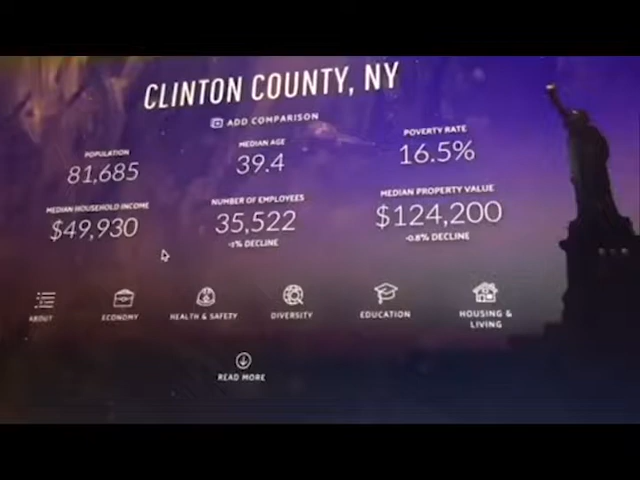 CLINTON COUNTY, NY
ADD COMPARISON
POPULATION
81,685
MEDIAN AGE
39.4
POVERTY RATE
16.5%
MEDIAN HOUSEHOLD INCOME
$49,930
NUMBER OF EMPLOYEES
35,522
-1% DECLINE
MEDIAN PROPERTY VALUE
$124,200
-0.8% DECLINE
ABOUT
ECONOMY
HEALTH & SAFETY
DIVERSITY
EDUCATION
HOUSING &
LIVING
READ MORE